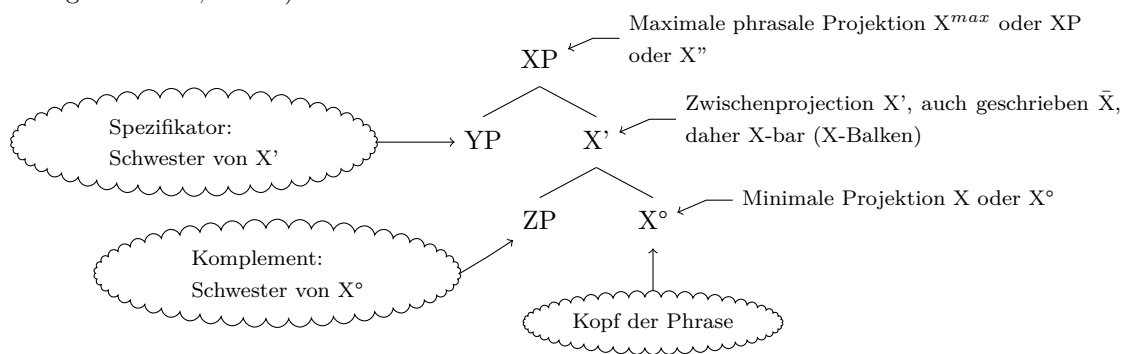 Maximale phrasale Projektion X^max oder XP
oder X”
XP
Zwischenprojection X’, auch geschrieben X̄,
daher X-bar (X-Balken)
Spezifikator:
Schwester von X’
YP
X’
Minimale Projektion X oder X°
ZP
X°
Komplement:
Schwester von X°
Kopf der Phrase